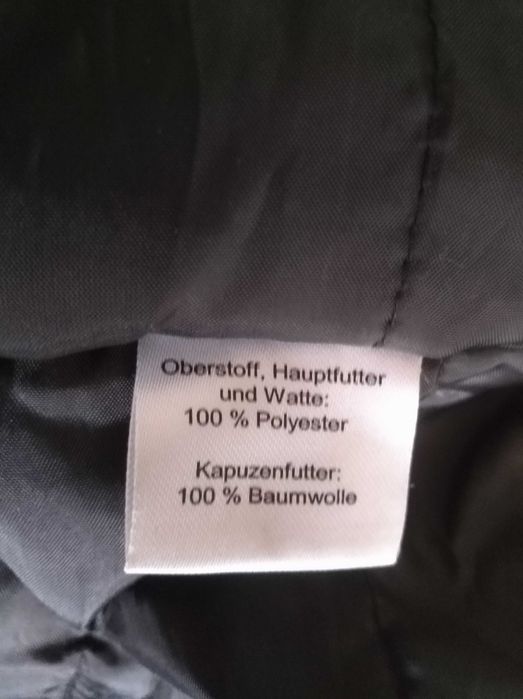 Oberstoff, Hauptfutter
und Watte:
100 % Polyester
Kapuzenfutter:
100 % Baumwolle